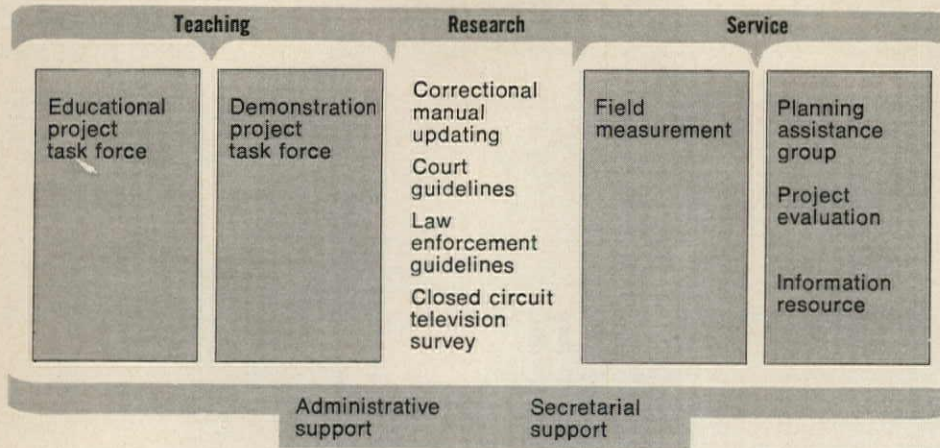 Teaching
Research
Service
Educational
project
task force
Demonstration
project
task force
Correctional
manual
updating
Court
guidelines
Law
enforcement
guidelines
Closed circuit
television
survey
Field
measurement
Planning
assistance
group
Project
evaluation
Information
resource
Administrative
support
Secretarial
support